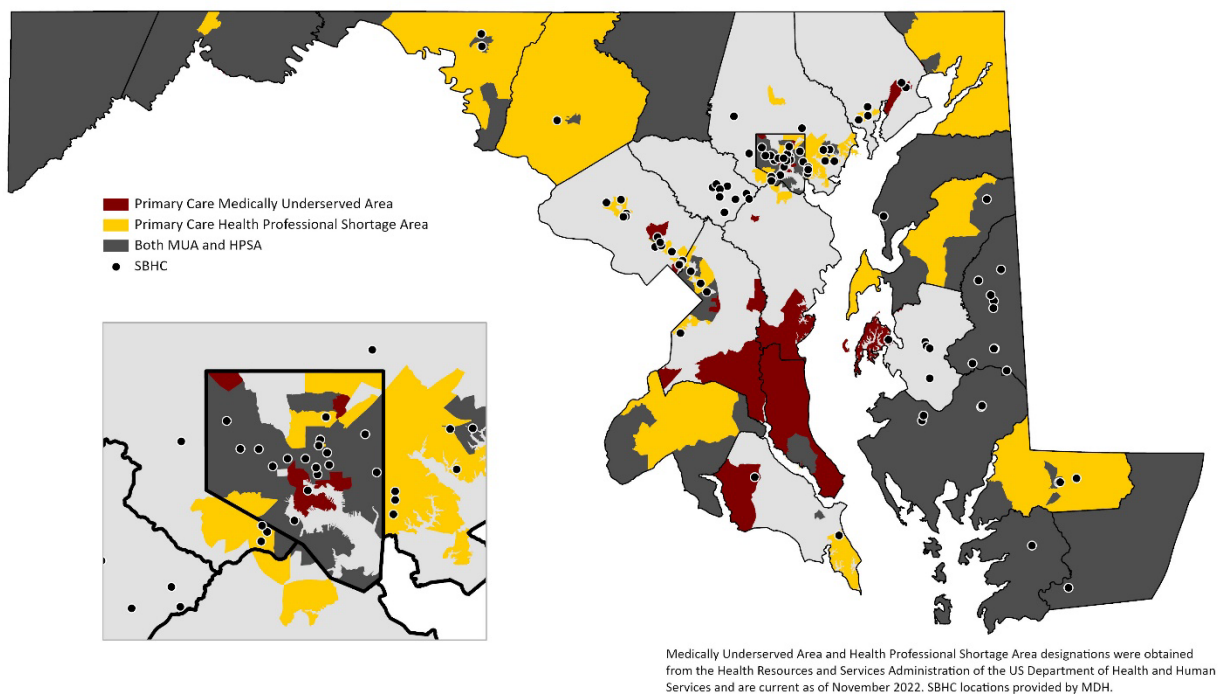 Primary Care Medically Underserved Area
Primary Care Health Professional Shortage Area
Both MUA and HPSA
SBHC
Medically Underserved Area and Health Professional Shortage Area designations were obtained
from the Health Resources and Services Administration of the US Department of Health and Human
Services and are current as of November 2022. SBHC locations provided by MDH.